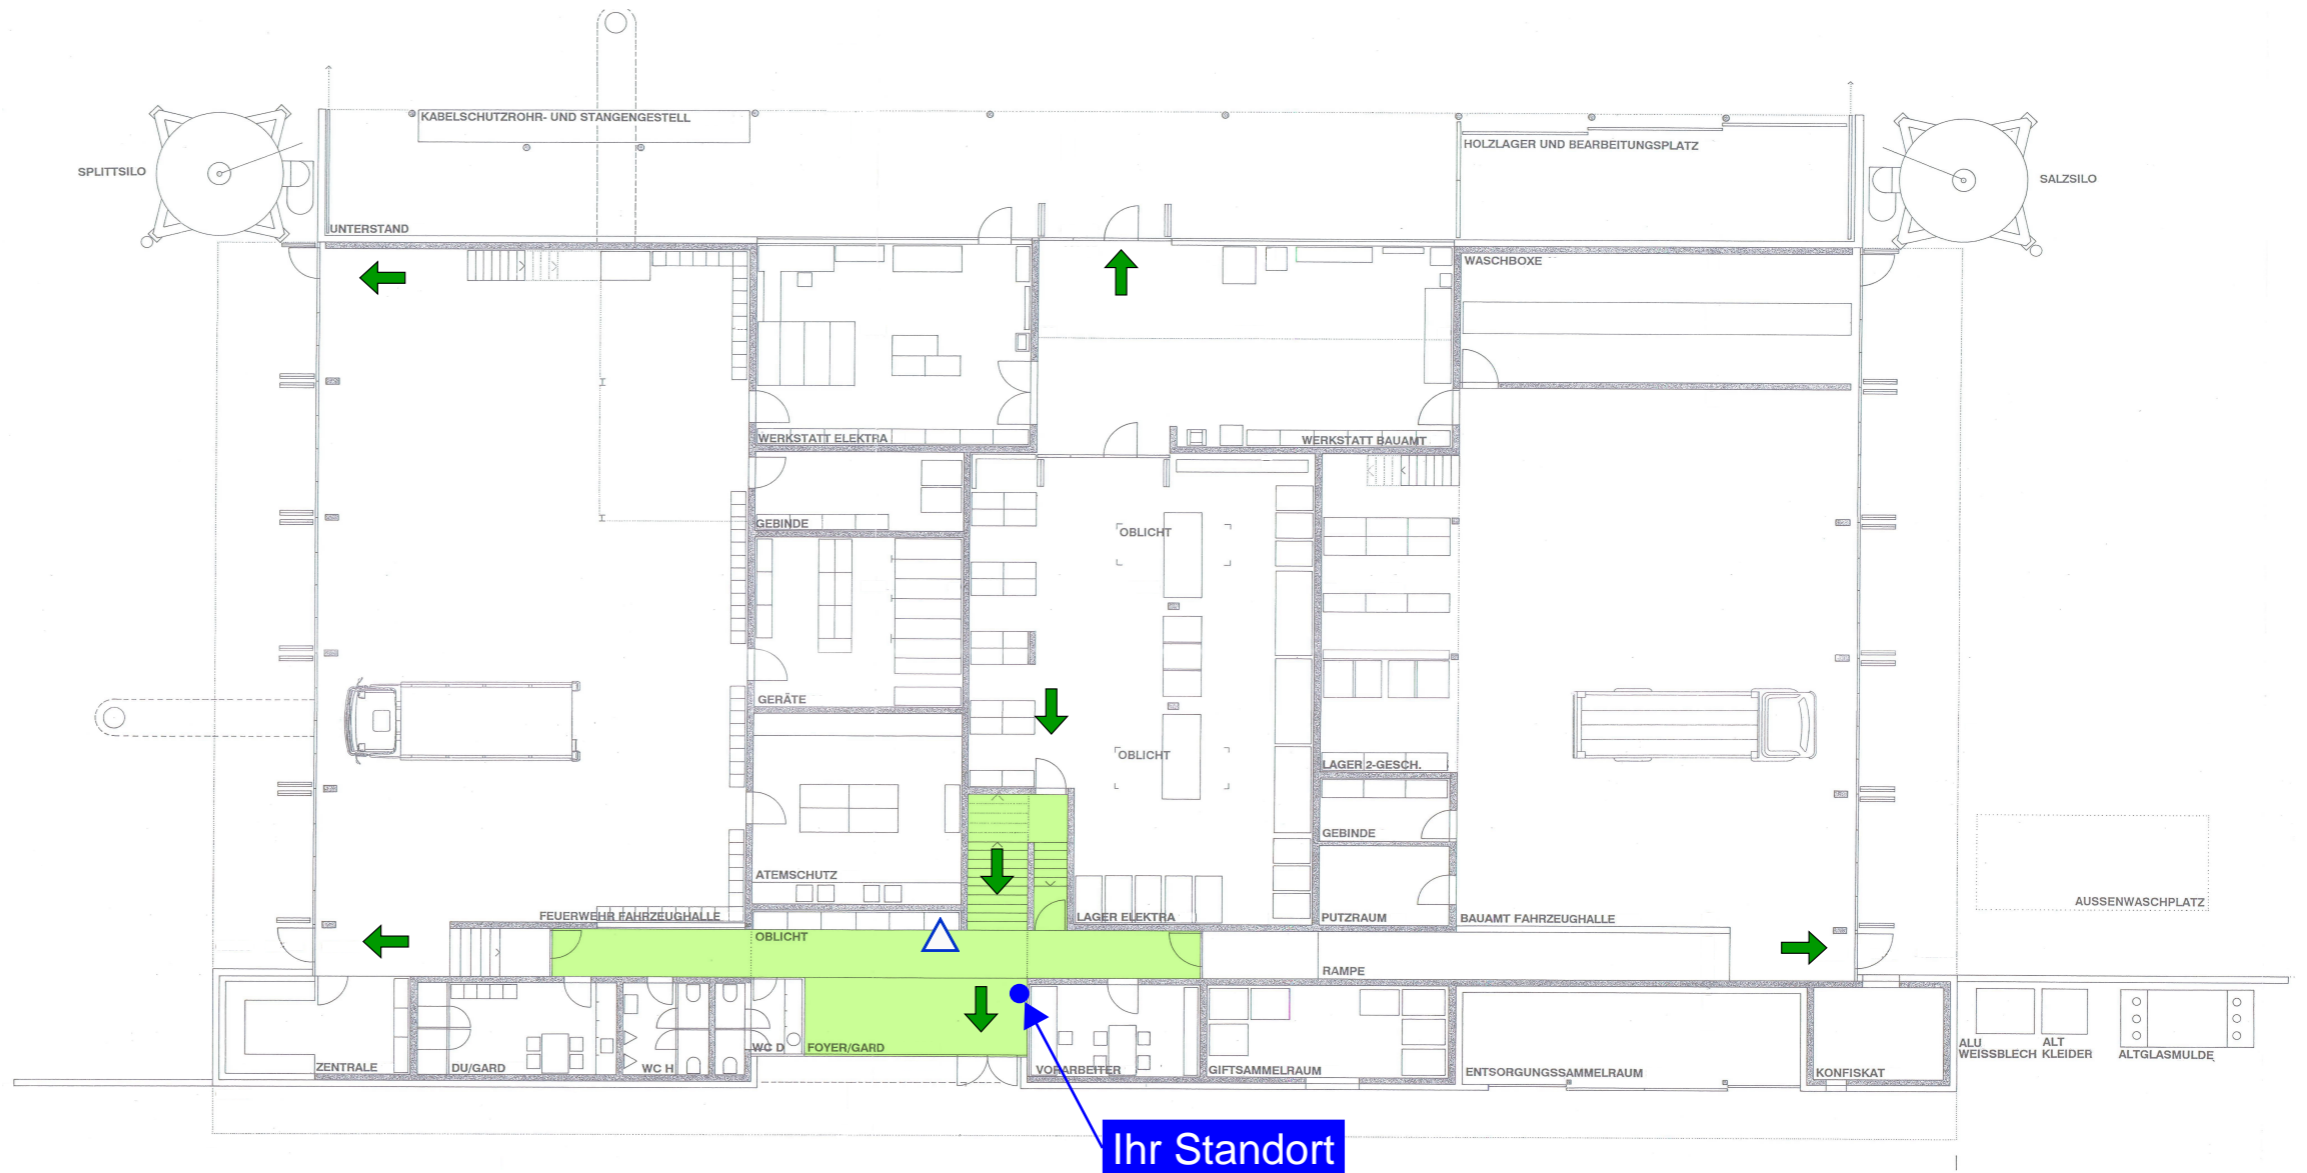 KABELSCHUTZROHR- UND STANGENGESTELL
HOLZLAGER UND BEARBEITUNGSPLATZ
SPLITTSILO
SALZSILO
UNTERSTAND
WASCHBOXE
WERKSTATT ELEKTRA
WERKSTATT BAUAMT
GEBINDE
OBLICHT
GERÄTE
OBLICHT
LAGER 2-GESCH.
GEBINDE
ATEMSCHUTZ
AUSSENWASCHPLATZ
FEUERWEHR FAHRZEUGHALLE
LAGER ELEKTRA
PUTZRAUM
BAUAMT FAHRZEUGHALLE
OBLICHT
RAMPE
ZENTRALE
DU/GARD
WC H
WC D
FOYER/GARD
VORARBEITER
GIFTSAMMELRAUM
ENTSORGUNGSSAMMELRAUM
KONFISKAT
ALU
WEISSBLECH
ALT
KLEIDER
ALTGLASMULDE
Ihr Standort